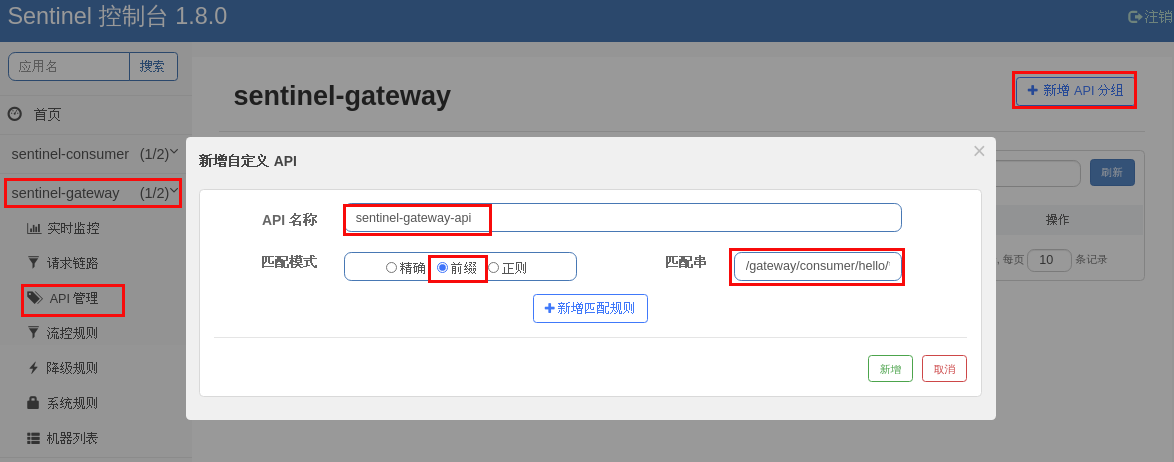 Sentinel 控制台 1.8.0
注销
应用名 搜索
首页
sentinel-consumer (1/2)
sentinel-gateway (1/2)
实时监控
请求链路
API 管理
流控规则
降级规则
系统规则
机器列表
sentinel-gateway
新增 API 分组
刷新
操作
, 每页 10 条记录
新增自定义 API
×
API 名称 sentinel-gateway-api
匹配模式 精确 前缀 正则 匹配串 /gateway/consumer/hello/
新增匹配规则
新增 取消